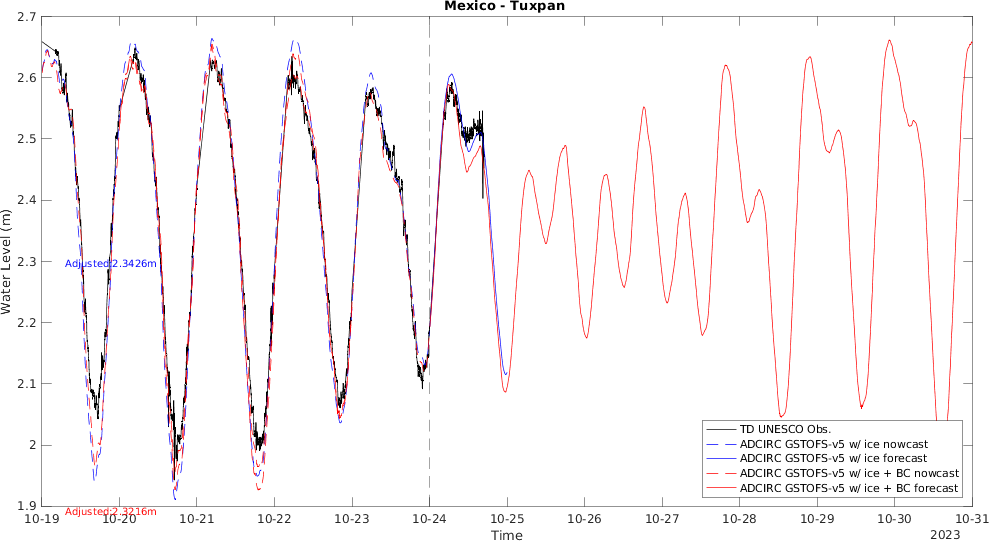 Mexico - Tuxpan
2.7
2.6
2.5
2.4
2.3
2.2
2.1
2
1.9
Water Level (m)
Adjusted:2.3426m
Adjusted:2.3216m
TD UNESCO Obs.
ADCIRC GSTOFS-v5 w/ ice nowcast
ADCIRC GSTOFS-v5 w/ ice forecast
ADCIRC GSTOFS-v5 w/ ice + BC nowcast
ADCIRC GSTOFS-v5 w/ ice + BC forecast
10-19 10-20 10-21 10-22 10-23 10-24 10-25 10-26 10-27 10-28 10-29 10-30 10-31
Time
2023